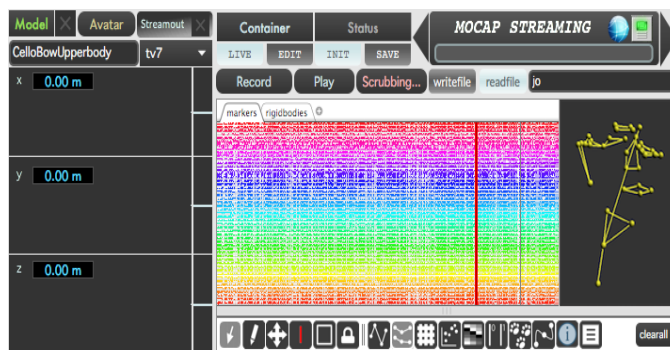 Model X Avatar Streamout X
Container Status
MOCAP STREAMING
CelloBowUpperbody tv7
LIVE EDIT INIT SAVE
Record Play Scrubbing... writefile readfile jo
x 0.00 m
markers rigidbodies
y 0.00 m
z 0.00 m
clearall